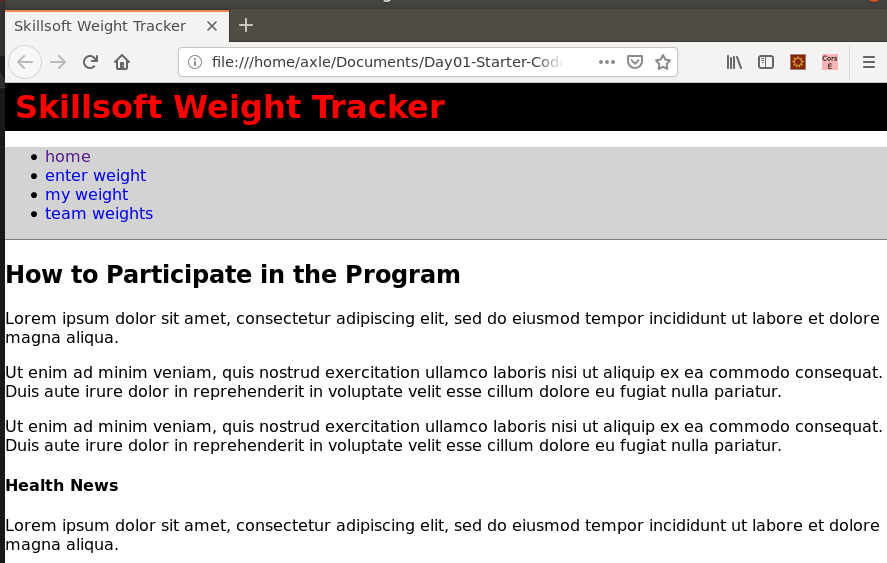 Skillsoft Weight Tracker
file:///home/axle/Documents/Day01-Starter-Cod
Cors
E
Skillsoft Weight Tracker
home
enter weight
my weight
team weights
How to Participate in the Program
Lorem ipsum dolor sit amet, consectetur adipiscing elit, sed do eiusmod tempor incididunt ut labore et dolore
magna aliqua.
Ut enim ad minim veniam, quis nostrud exercitation ullamco laboris nisi ut aliquip ex ea commodo consequat.
Duis aute irure dolor in reprehenderit in voluptate velit esse cillum dolore eu fugiat nulla pariatur.
Ut enim ad minim veniam, quis nostrud exercitation ullamco laboris nisi ut aliquip ex ea commodo consequat.
Duis aute irure dolor in reprehenderit in voluptate velit esse cillum dolore eu fugiat nulla pariatur.
Health News
Lorem ipsum dolor sit amet, consectetur adipiscing elit, sed do eiusmod tempor incididunt ut labore et dolore
magna aliqua.